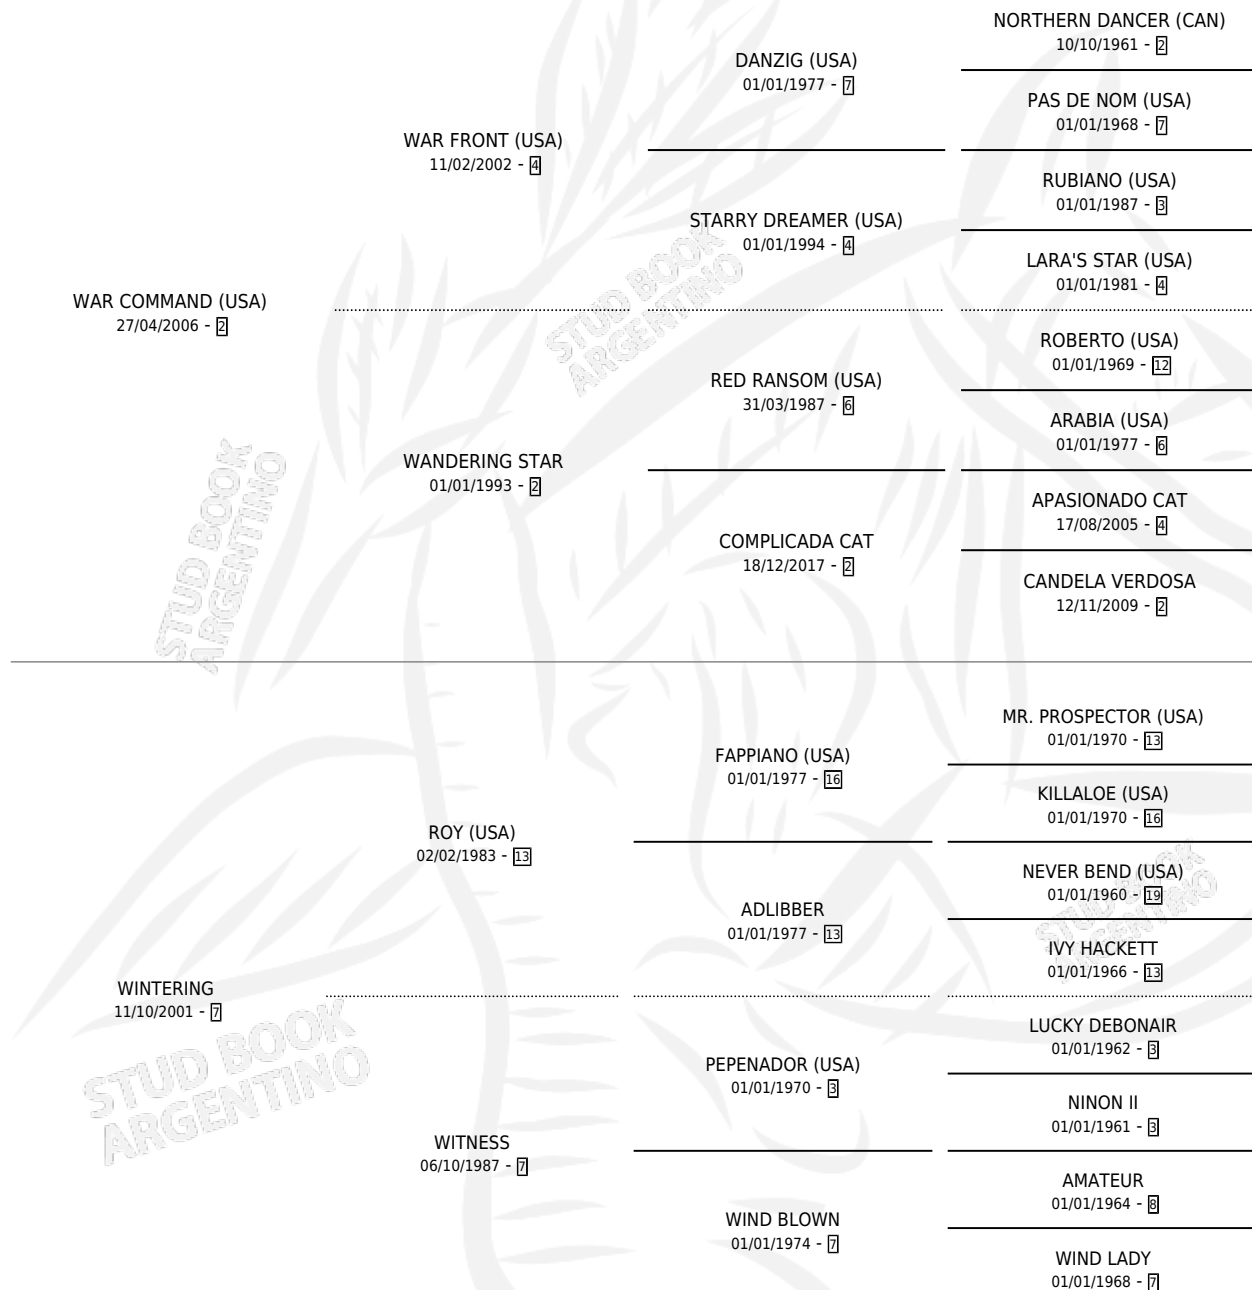 NORTHERN DANCER (CAN)
10/10/1961 - 2
DANZIG (USA)
01/01/1977 - 7
PAS DE NOM (USA)
01/01/1968 - 7
WAR FRONT (USA)
11/02/2002 - 4
RUBIANO (USA)
01/01/1987 - 3
STARRY DREAMER (USA)
01/01/1994 - 4
LARA'S STAR (USA)
01/01/1981 - 4
WAR COMMAND (USA)
27/04/2006 - 2
ROBERTO (USA)
01/01/1969 - 12
RED RANSOM (USA)
31/03/1987 - 6
ARABIA (USA)
01/01/1977 - 6
WANDERING STAR
01/01/1993 - 2
APASIONADO CAT
17/08/2005 - 4
COMPLICADA CAT
18/12/2017 - 2
CANDELA VERDOSA
12/11/2009 - 2
MR. PROSPECTOR (USA)
01/01/1970 - 13
FAPPIANO (USA)
01/01/1977 - 16
KILLALOE (USA)
01/01/1970 - 16
ROY (USA)
02/02/1983 - 13
NEVER BEND (USA)
01/01/1960 - 19
ADLIBBER
01/01/1977 - 13
IVY HACKETT
01/01/1966 - 13
WINTERING
11/10/2001 - 7
LUCKY DEBONAIR
01/01/1962 - 3
PEPENADOR (USA)
01/01/1970 - 3
NINON II
01/01/1961 - 3
WITNESS
06/10/1987 - 7
AMATEUR
01/01/1964 - 8
WIND BLOWN
01/01/1974 - 7
WIND LADY
01/01/1968 - 7
STUD BOOK
ARGENTINO
STUD BOOK
ARGENTINO
STUD BOOK
ARGENTINO
STUD BOOK
ARGENTINO